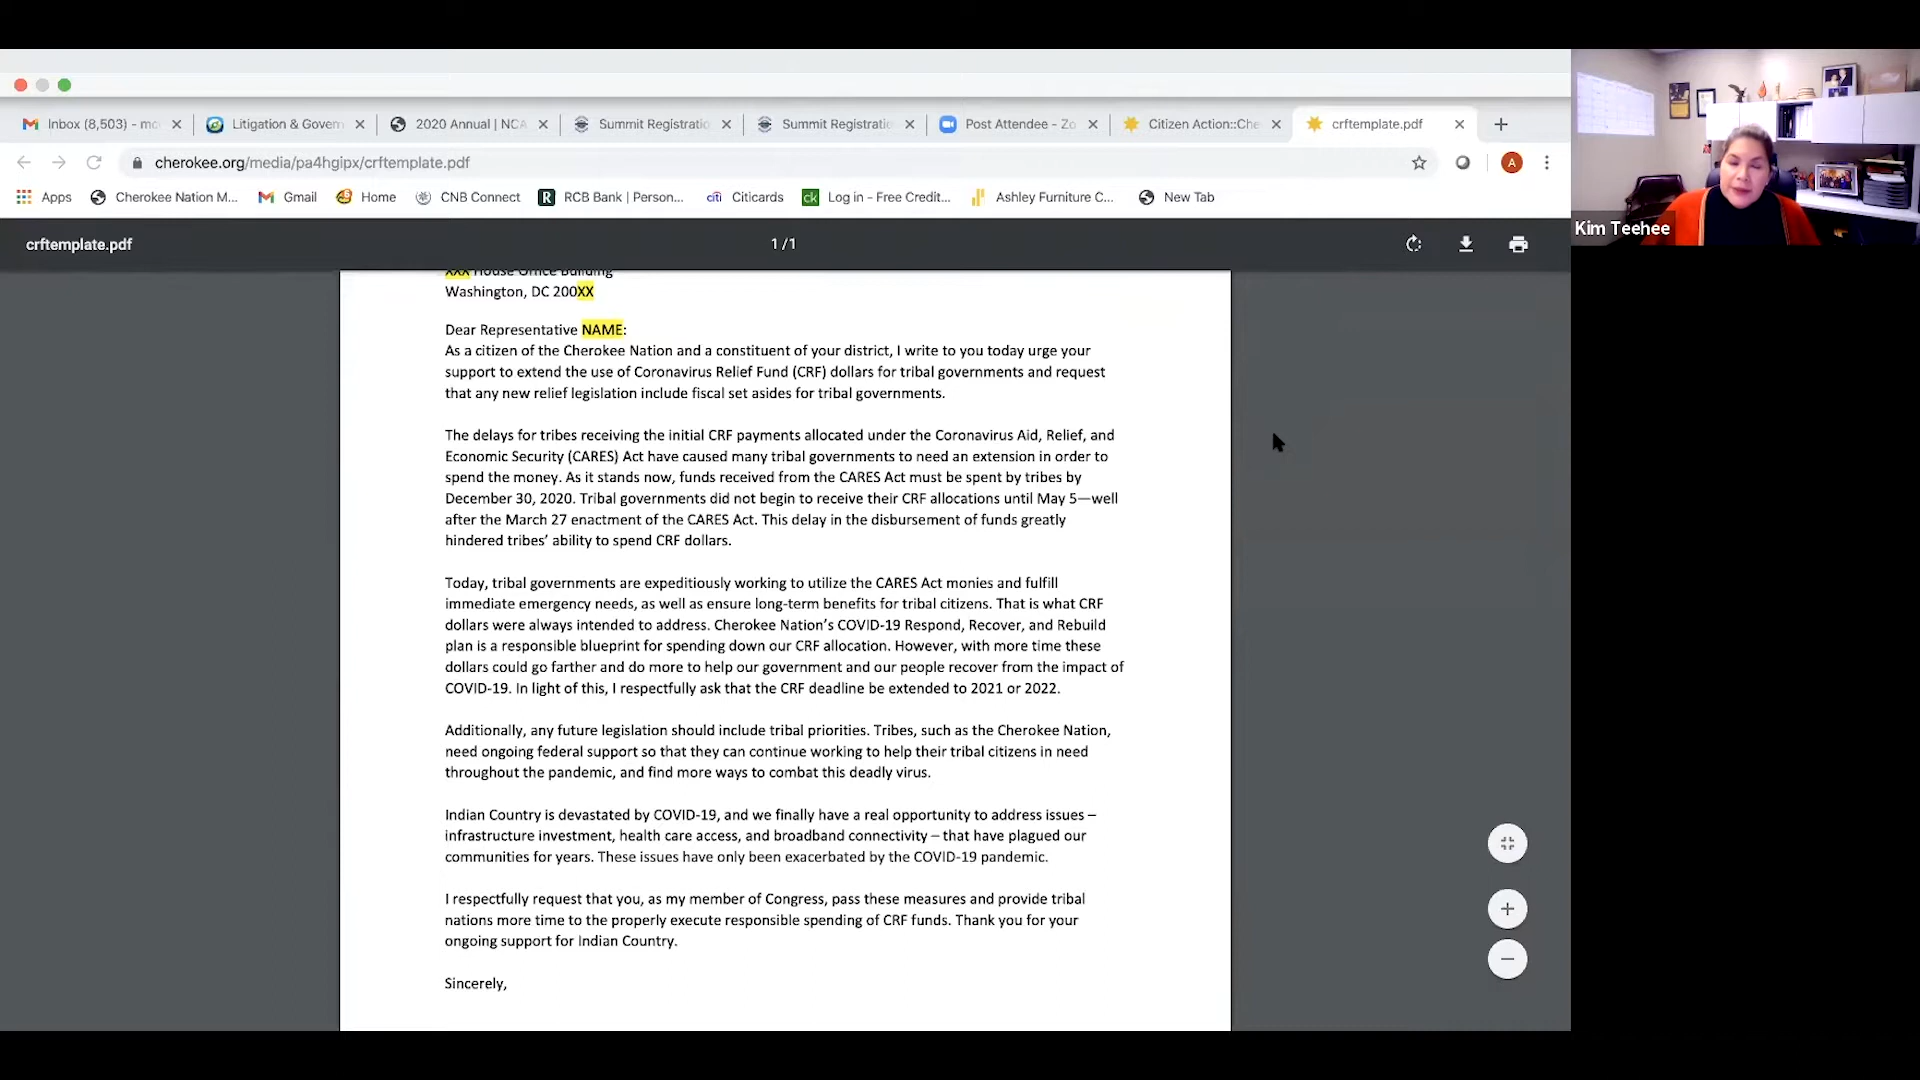 Inbox (8,503) - mc
Litigation & Govern
2020 Annual | NCA
Summit Registratio
Summit Registratio
Post Attendee - Zo
Citizen Action::Che
crftemplate.pdf
cherokee.org/media/pa4hgipx/crftemplate.pdf
A
Apps
Cherokee Nation M...
Gmail
Home
CNB Connect
R
RCB Bank | Person...
citi
Citicards
ck
Log in - Free Credit...
Ashley Furniture C...
New Tab
Kim Teehee
crftemplate.pdf
1 / 1
XXX House Office Building
Washington, DC 200XX
Dear Representative NAME:
As a citizen of the Cherokee Nation and a constituent of your district, I write to you today urge your
support to extend the use of Coronavirus Relief Fund (CRF) dollars for tribal governments and request
that any new relief legislation include fiscal set asides for tribal governments.
The delays for tribes receiving the initial CRF payments allocated under the Coronavirus Aid, Relief, and
Economic Security (CARES) Act have caused many tribal governments to need an extension in order to
spend the money. As it stands now, funds received from the CARES Act must be spent by tribes by
December 30, 2020. Tribal governments did not begin to receive their CRF allocations until May 5—well
after the March 27 enactment of the CARES Act. This delay in the disbursement of funds greatly
hindered tribes’ ability to spend CRF dollars.
Today, tribal governments are expeditiously working to utilize the CARES Act monies and fulfill
immediate emergency needs, as well as ensure long-term benefits for tribal citizens. That is what CRF
dollars were always intended to address. Cherokee Nation’s COVID-19 Respond, Recover, and Rebuild
plan is a responsible blueprint for spending down our CRF allocation. However, with more time these
dollars could go farther and do more to help our government and our people recover from the impact of
COVID-19. In light of this, I respectfully ask that the CRF deadline be extended to 2021 or 2022.
Additionally, any future legislation should include tribal priorities. Tribes, such as the Cherokee Nation,
need ongoing federal support so that they can continue working to help their tribal citizens in need
throughout the pandemic, and find more ways to combat this deadly virus.
Indian Country is devastated by COVID-19, and we finally have a real opportunity to address issues –
infrastructure investment, health care access, and broadband connectivity – that have plagued our
communities for years. These issues have only been exacerbated by the COVID-19 pandemic.
I respectfully request that you, as my member of Congress, pass these measures and provide tribal
nations more time to the properly execute responsible spending of CRF funds. Thank you for your
ongoing support for Indian Country.
Sincerely,